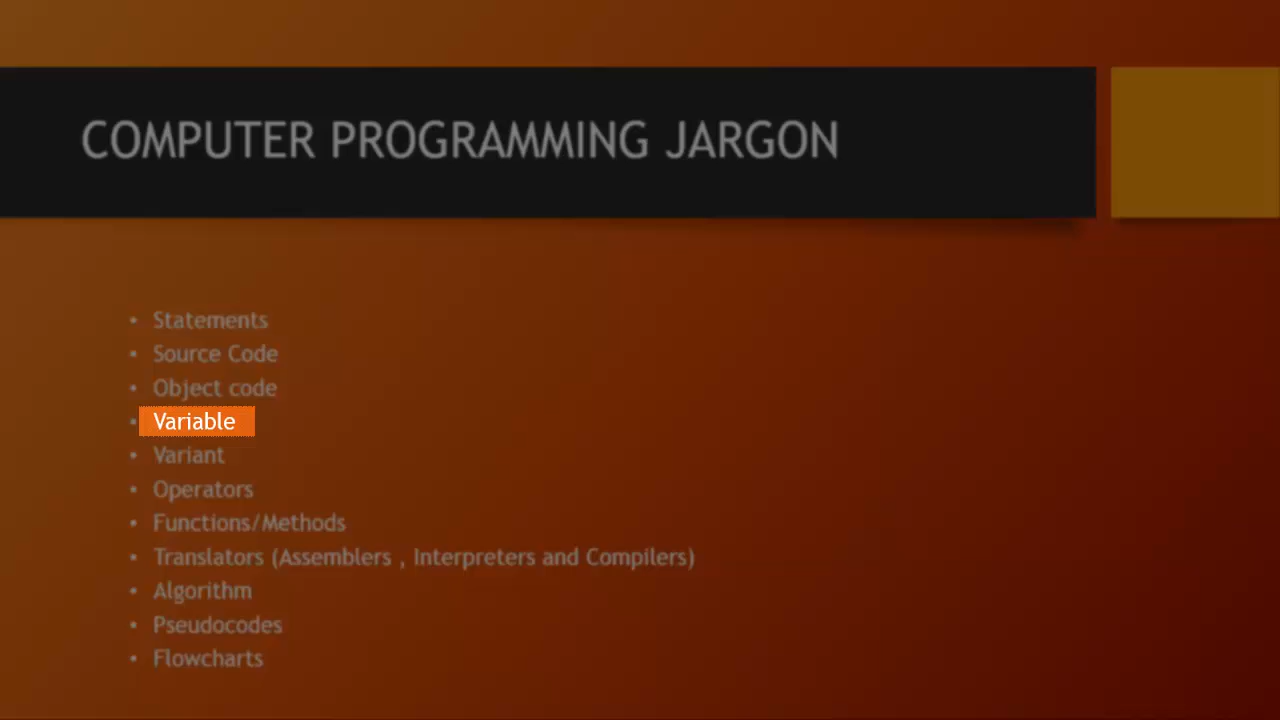 COMPUTER PROGRAMMING JARGON
• Statements
• Source Code
• Object code
• Variable
• Variant
• Operators
• Functions/Methods
• Translators (Assemblers , Interpreters and Compilers)
• Algorithm
• Pseudocodes
• Flowcharts